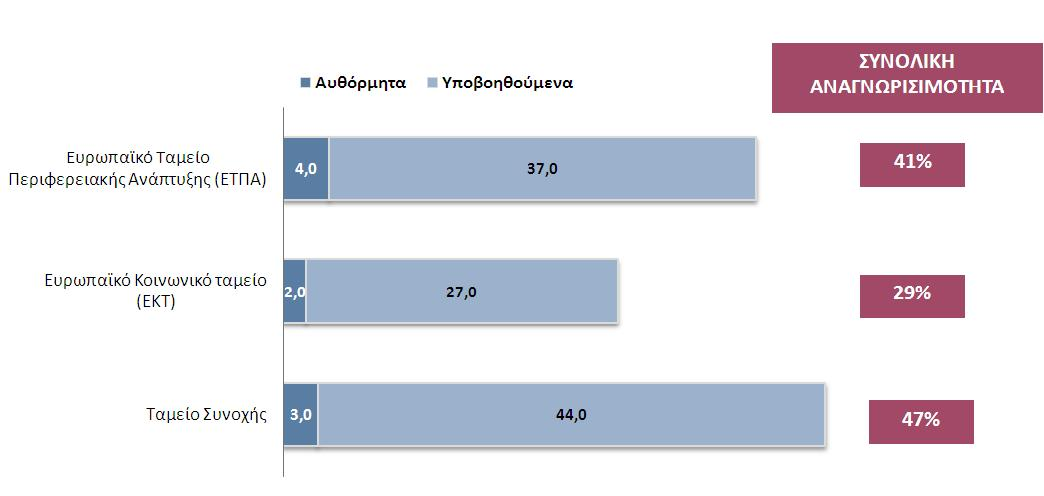 ΣΥΝΟΛΙΚΗ
ΑΝΑΓΝΩΡΙΣΙΜΟΤΗΤΑ
Αυθόρμητα Υποβοηθούμενα
Ευρωπαϊκό Ταμείο
Περιφερειακής Ανάπτυξης (ΕΤΠΑ)
4,0 37,0 41%
Ευρωπαϊκό Κοινωνικό ταμείο
(ΕΚΤ)
2,0 27,0 29%
Ταμείο Συνοχής
3,0 44,0 47%